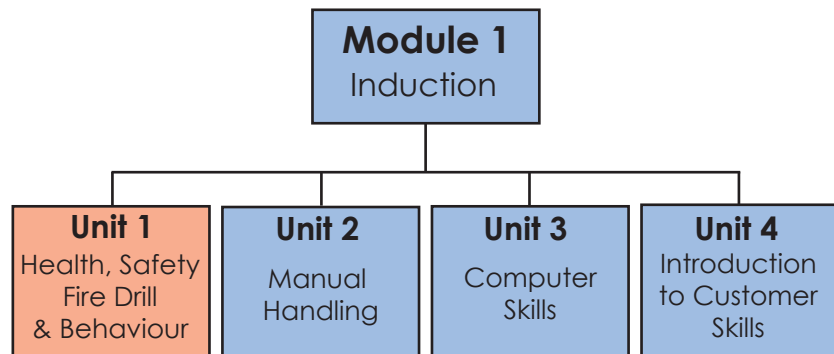 Module 1
Induction
Unit 1
Health, Safety
Fire Drill
& Behaviour
Unit 2
Manual
Handling
Unit 3
Computer
Skills
Unit 4
Introduction
to Customer
Skills